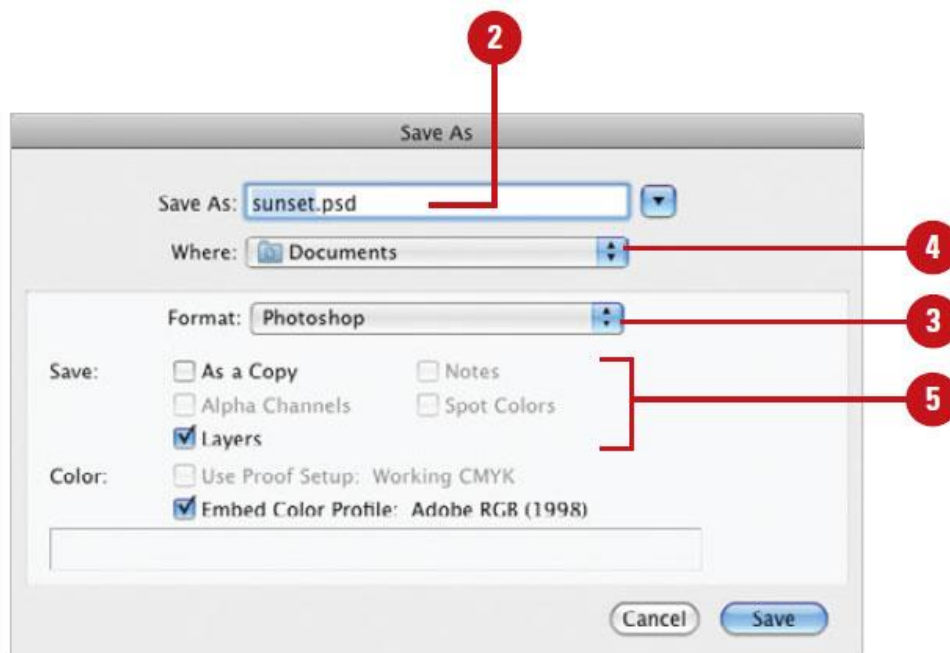 2
Save As
Save As: sunset.psd
Where: Documents
4
Format: Photoshop
3
Save: As a Copy Notes
Alpha Channels Spot Colors
5
Layers
Color: Use Proof Setup: Working CMYK
Embed Color Profile: Adobe RGB (1998)
Cancel Save